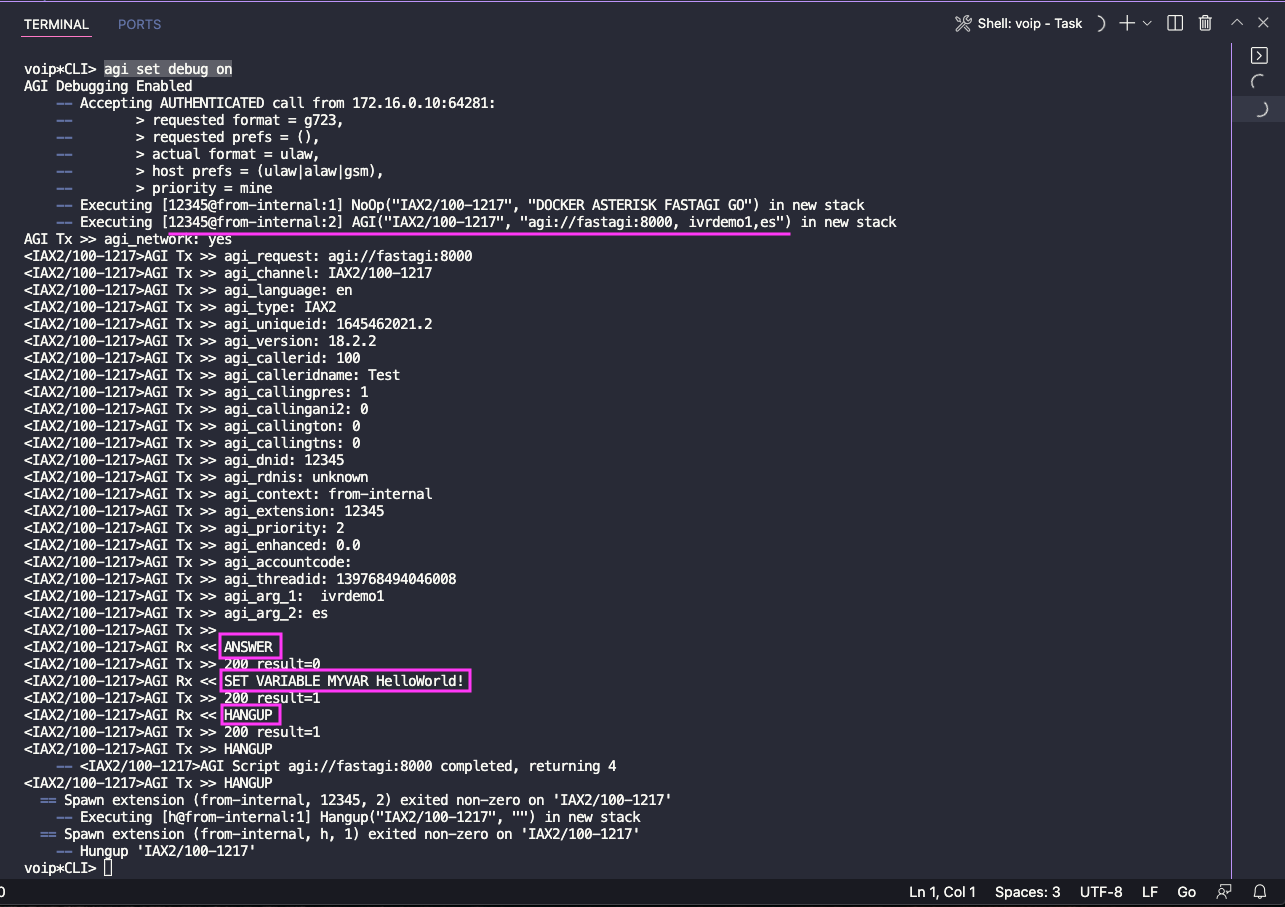 TERMINAL PORTS Shell: voip - Task
voip*CLI> agi set debug on
AGI Debugging Enabled
    -- Accepting AUTHENTICATED call from 172.16.0.10:64281:
    --        > requested format = g723,
    --        > requested prefs = (),
    --        > actual format = ulaw,
    --        > host prefs = (ulaw|alaw|gsm),
    --        > priority = mine
    -- Executing [12345@from-internal:1] NoOp("IAX2/100-1217", "DOCKER ASTERISK FASTAGI GO") in new stack
    -- Executing [12345@from-internal:2] AGI("IAX2/100-1217", "agi://fastagi:8000, ivrdemo1,es") in new stack
AGI Tx >> agi_network: yes
<IAX2/100-1217>AGI Tx >> agi_request: agi://fastagi:8000
<IAX2/100-1217>AGI Tx >> agi_channel: IAX2/100-1217
<IAX2/100-1217>AGI Tx >> agi_language: en
<IAX2/100-1217>AGI Tx >> agi_type: IAX2
<IAX2/100-1217>AGI Tx >> agi_uniqueid: 1645462021.2
<IAX2/100-1217>AGI Tx >> agi_version: 18.2.2
<IAX2/100-1217>AGI Tx >> agi_callerid: 100
<IAX2/100-1217>AGI Tx >> agi_calleridname: Test
<IAX2/100-1217>AGI Tx >> agi_callingpres: 1
<IAX2/100-1217>AGI Tx >> agi_callingani2: 0
<IAX2/100-1217>AGI Tx >> agi_callington: 0
<IAX2/100-1217>AGI Tx >> agi_callingtns: 0
<IAX2/100-1217>AGI Tx >> agi_dnid: 12345
<IAX2/100-1217>AGI Tx >> agi_rdnis: unknown
<IAX2/100-1217>AGI Tx >> agi_context: from-internal
<IAX2/100-1217>AGI Tx >> agi_extension: 12345
<IAX2/100-1217>AGI Tx >> agi_priority: 2
<IAX2/100-1217>AGI Tx >> agi_enhanced: 0.0
<IAX2/100-1217>AGI Tx >> agi_accountcode:
<IAX2/100-1217>AGI Tx >> agi_threadid: 139768494046008
<IAX2/100-1217>AGI Tx >> agi_arg_1:  ivrdemo1
<IAX2/100-1217>AGI Tx >> agi_arg_2: es
<IAX2/100-1217>AGI Tx >>
<IAX2/100-1217>AGI Rx << ANSWER
<IAX2/100-1217>AGI Tx >> 200 result=0
<IAX2/100-1217>AGI Rx << SET VARIABLE MYVAR HelloWorld!
<IAX2/100-1217>AGI Tx >> 200 result=1
<IAX2/100-1217>AGI Rx << HANGUP
<IAX2/100-1217>AGI Tx >> 200 result=1
<IAX2/100-1217>AGI Tx >> HANGUP
    -- <IAX2/100-1217>AGI Script agi://fastagi:8000 completed, returning 4
<IAX2/100-1217>AGI Tx >> HANGUP
  == Spawn extension (from-internal, 12345, 2) exited non-zero on 'IAX2/100-1217'
    -- Executing [h@from-internal:1] Hangup("IAX2/100-1217", "") in new stack
  == Spawn extension (from-internal, h, 1) exited non-zero on 'IAX2/100-1217'
    -- Hungup 'IAX2/100-1217'
voip*CLI>
0 Ln 1, Col 1 Spaces: 3 UTF-8 LF Go